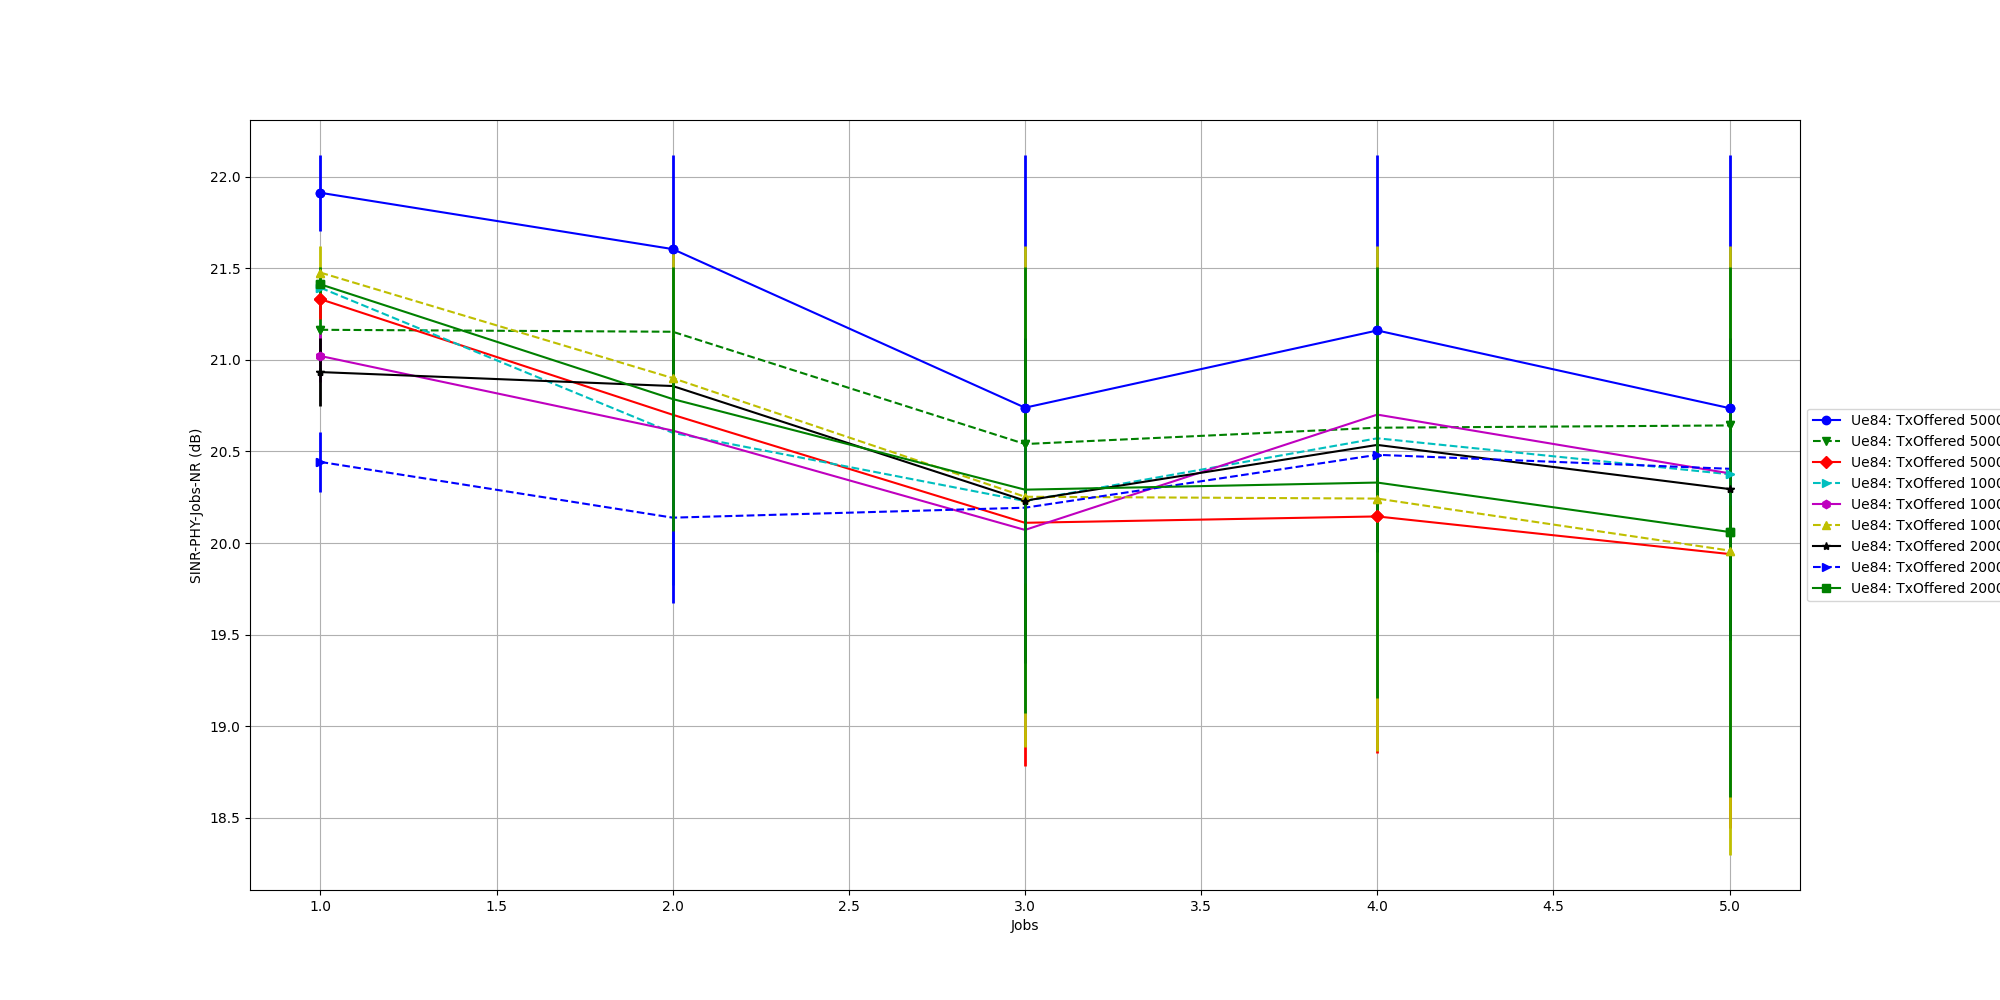 22.0
21.5
21.0
20.5
20.0
19.5
19.0
18.5
SINR-PHY-Jobs-NR (dB)
1.0 1.5 2.0 2.5 3.0 3.5 4.0 4.5 5.0
Jobs
Ue84: TxOffered 5000
Ue84: TxOffered 5000
Ue84: TxOffered 5000
Ue84: TxOffered 1000
Ue84: TxOffered 1000
Ue84: TxOffered 1000
Ue84: TxOffered 2000
Ue84: TxOffered 2000
Ue84: TxOffered 2000